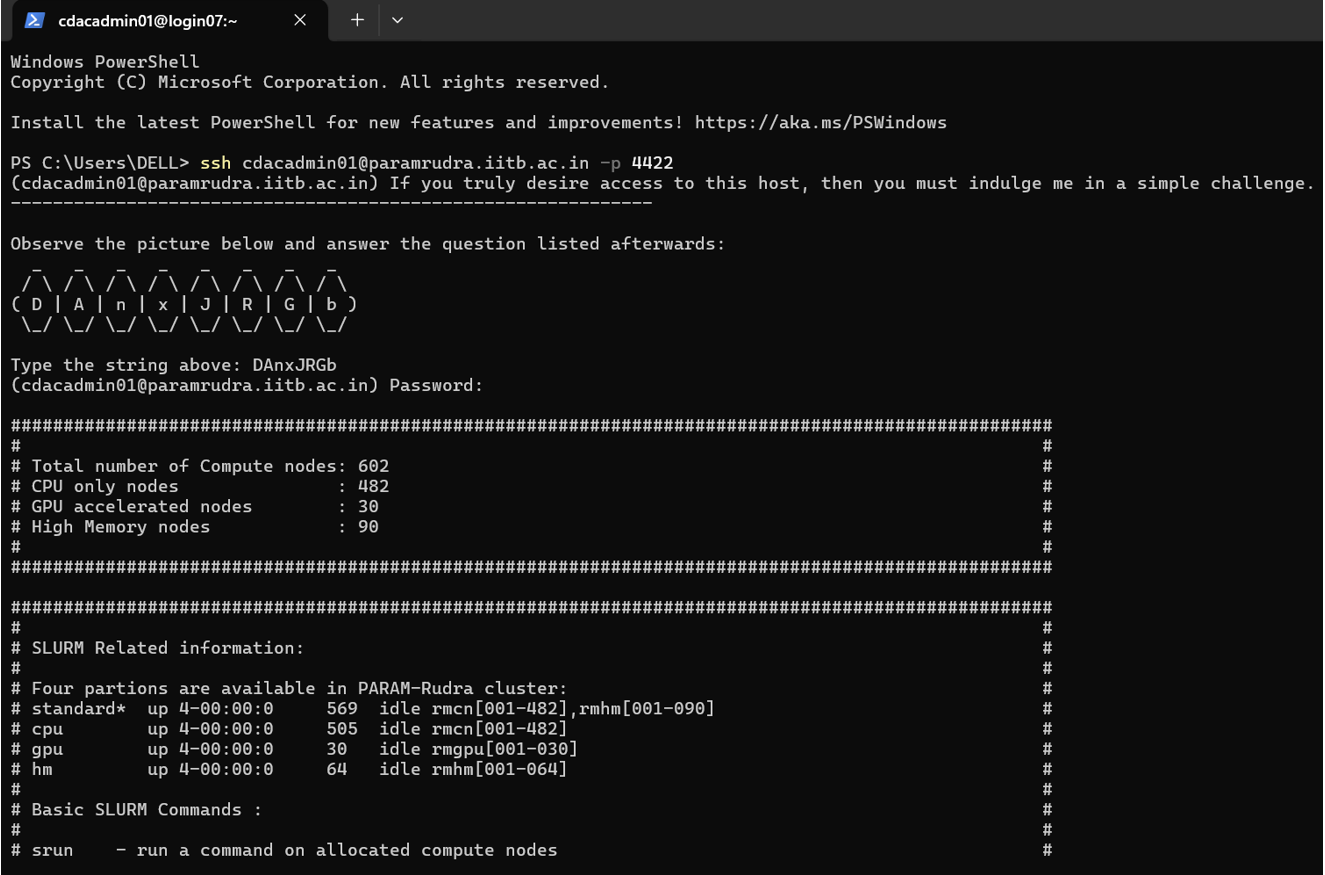 cdacadmin01@login07:~
Windows PowerShell
Copyright (C) Microsoft Corporation. All rights reserved.
Install the latest PowerShell for new features and improvements! https://aka.ms/PSWindows
PS C:\Users\DELL> ssh cdacadmin01@paramrudra.iitb.ac.in -p 4422
(cdacadmin01@paramrudra.iitb.ac.in) If you truly desire access to this host, then you must indulge me in a simple challenge.
-------------------------------------------------------------
Observe the picture below and answer the question listed afterwards:
  _   _   _   _   _   _   _   _
 / \ / \ / \ / \ / \ / \ / \ / \
( D | A | n | x | J | R | G | b )
 \_/ \_/ \_/ \_/ \_/ \_/ \_/ \_/
Type the string above: DAnxJRGb
(cdacadmin01@paramrudra.iitb.ac.in) Password:
###################################################################################################
#                                                                                                 #
# Total number of Compute nodes: 602                                                              #
# CPU only nodes               : 482                                                              #
# GPU accelerated nodes        : 30                                                               #
# High Memory nodes            : 90                                                               #
#                                                                                                 #
###################################################################################################
###################################################################################################
#                                                                                                 #
# SLURM Related information:                                                                      #
#                                                                                                 #
# Four partions are available in PARAM-Rudra cluster:                                             #
# standard*  up 4-00:00:0     569  idle rmcn[001-482],rmhm[001-090]                               #
# cpu        up 4-00:00:0     505  idle rmcn[001-482]                                             #
# gpu        up 4-00:00:0     30   idle rmgpu[001-030]                                            #
# hm         up 4-00:00:0     64   idle rmhm[001-064]                                             #
#                                                                                                 #
# Basic SLURM Commands :                                                                          #
#                                                                                                 #
# srun    - run a command on allocated compute nodes                                              #